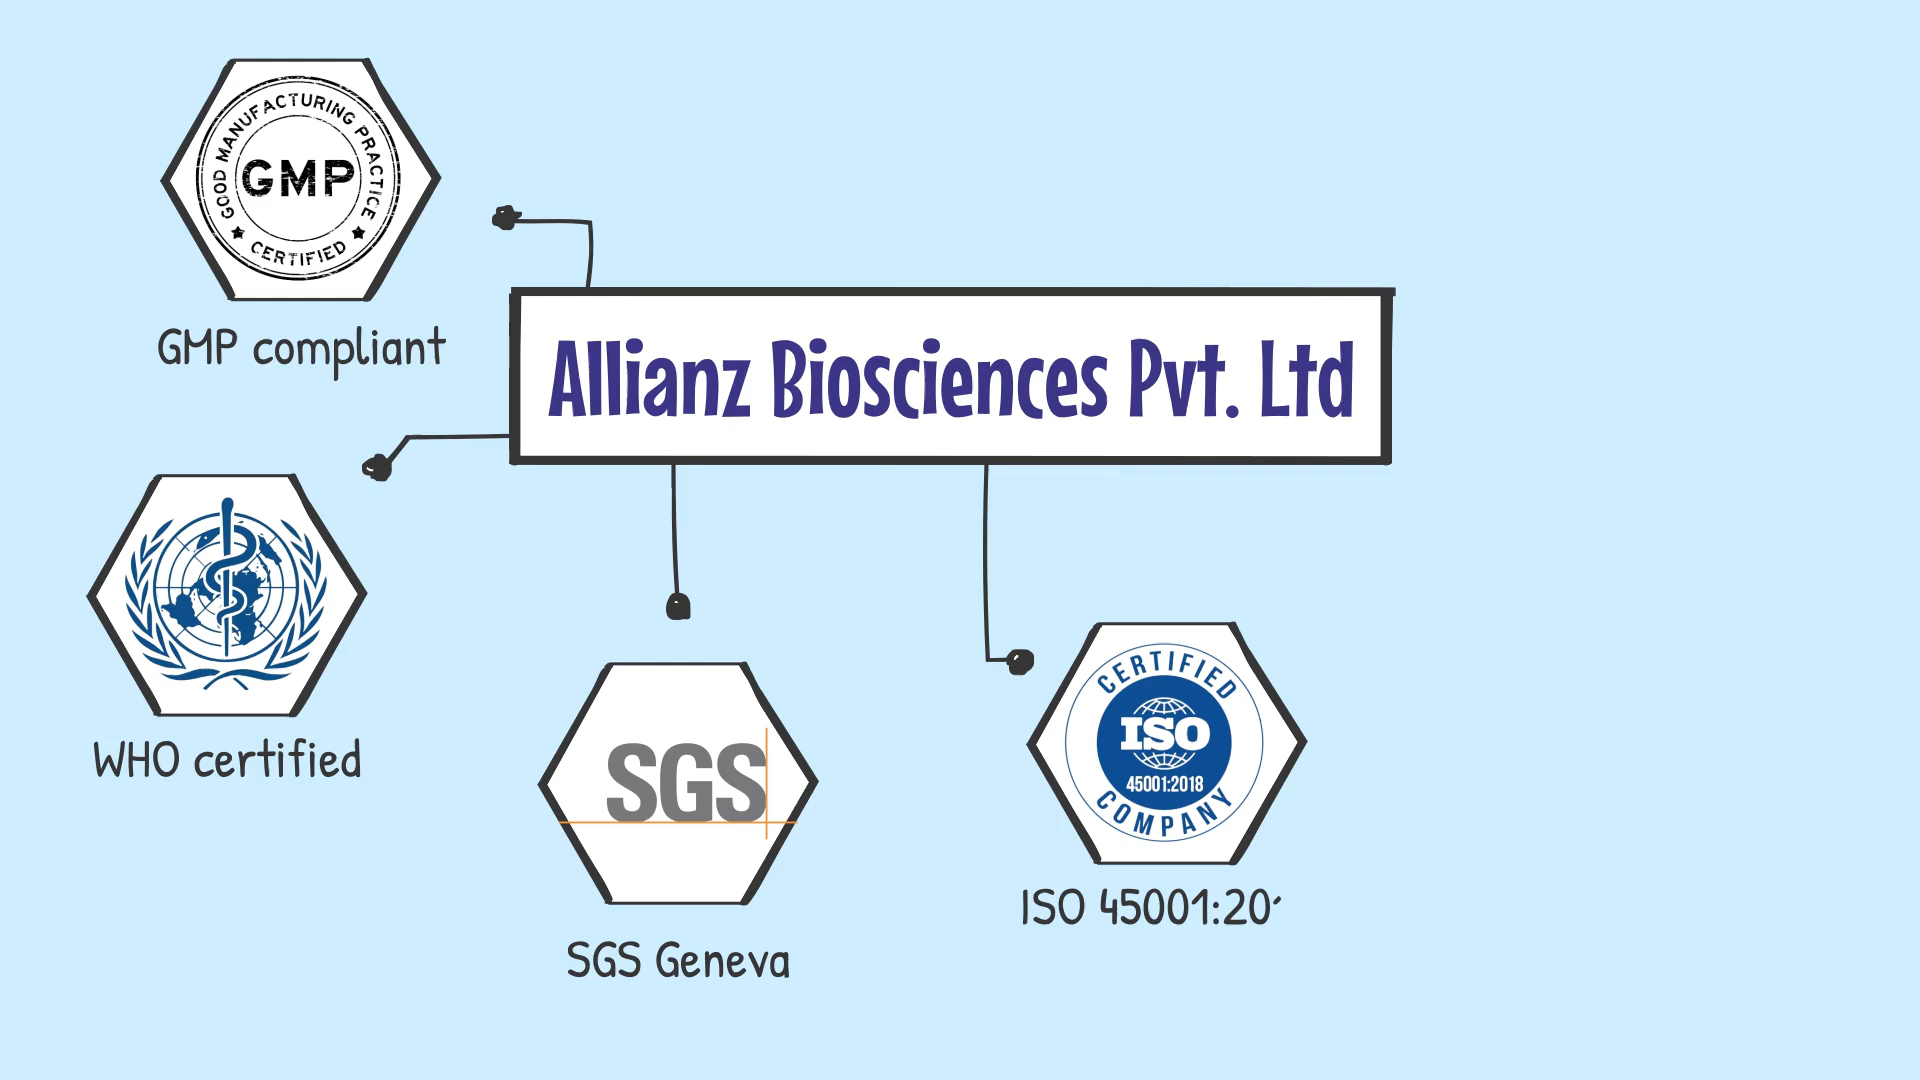 GOOD MANUFACTURING PRACTICE
GMP
CERTIFIED
GMP compliant
Allianz Biosciences Pvt. Ltd
WHO certified
SGS
SGS Geneva
CERTIFIED
ISO
45001:2018
COMPANY
ISO 45001:20